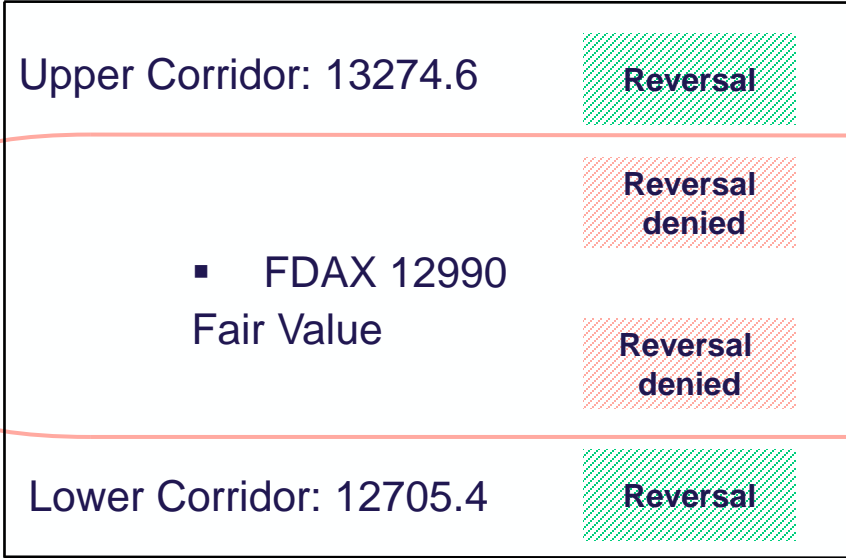 Upper Corridor: 13274.6
Reversal
Reversal
denied
▪ FDAX 12990
Fair Value
Reversal
denied
Lower Corridor: 12705.4
Reversal